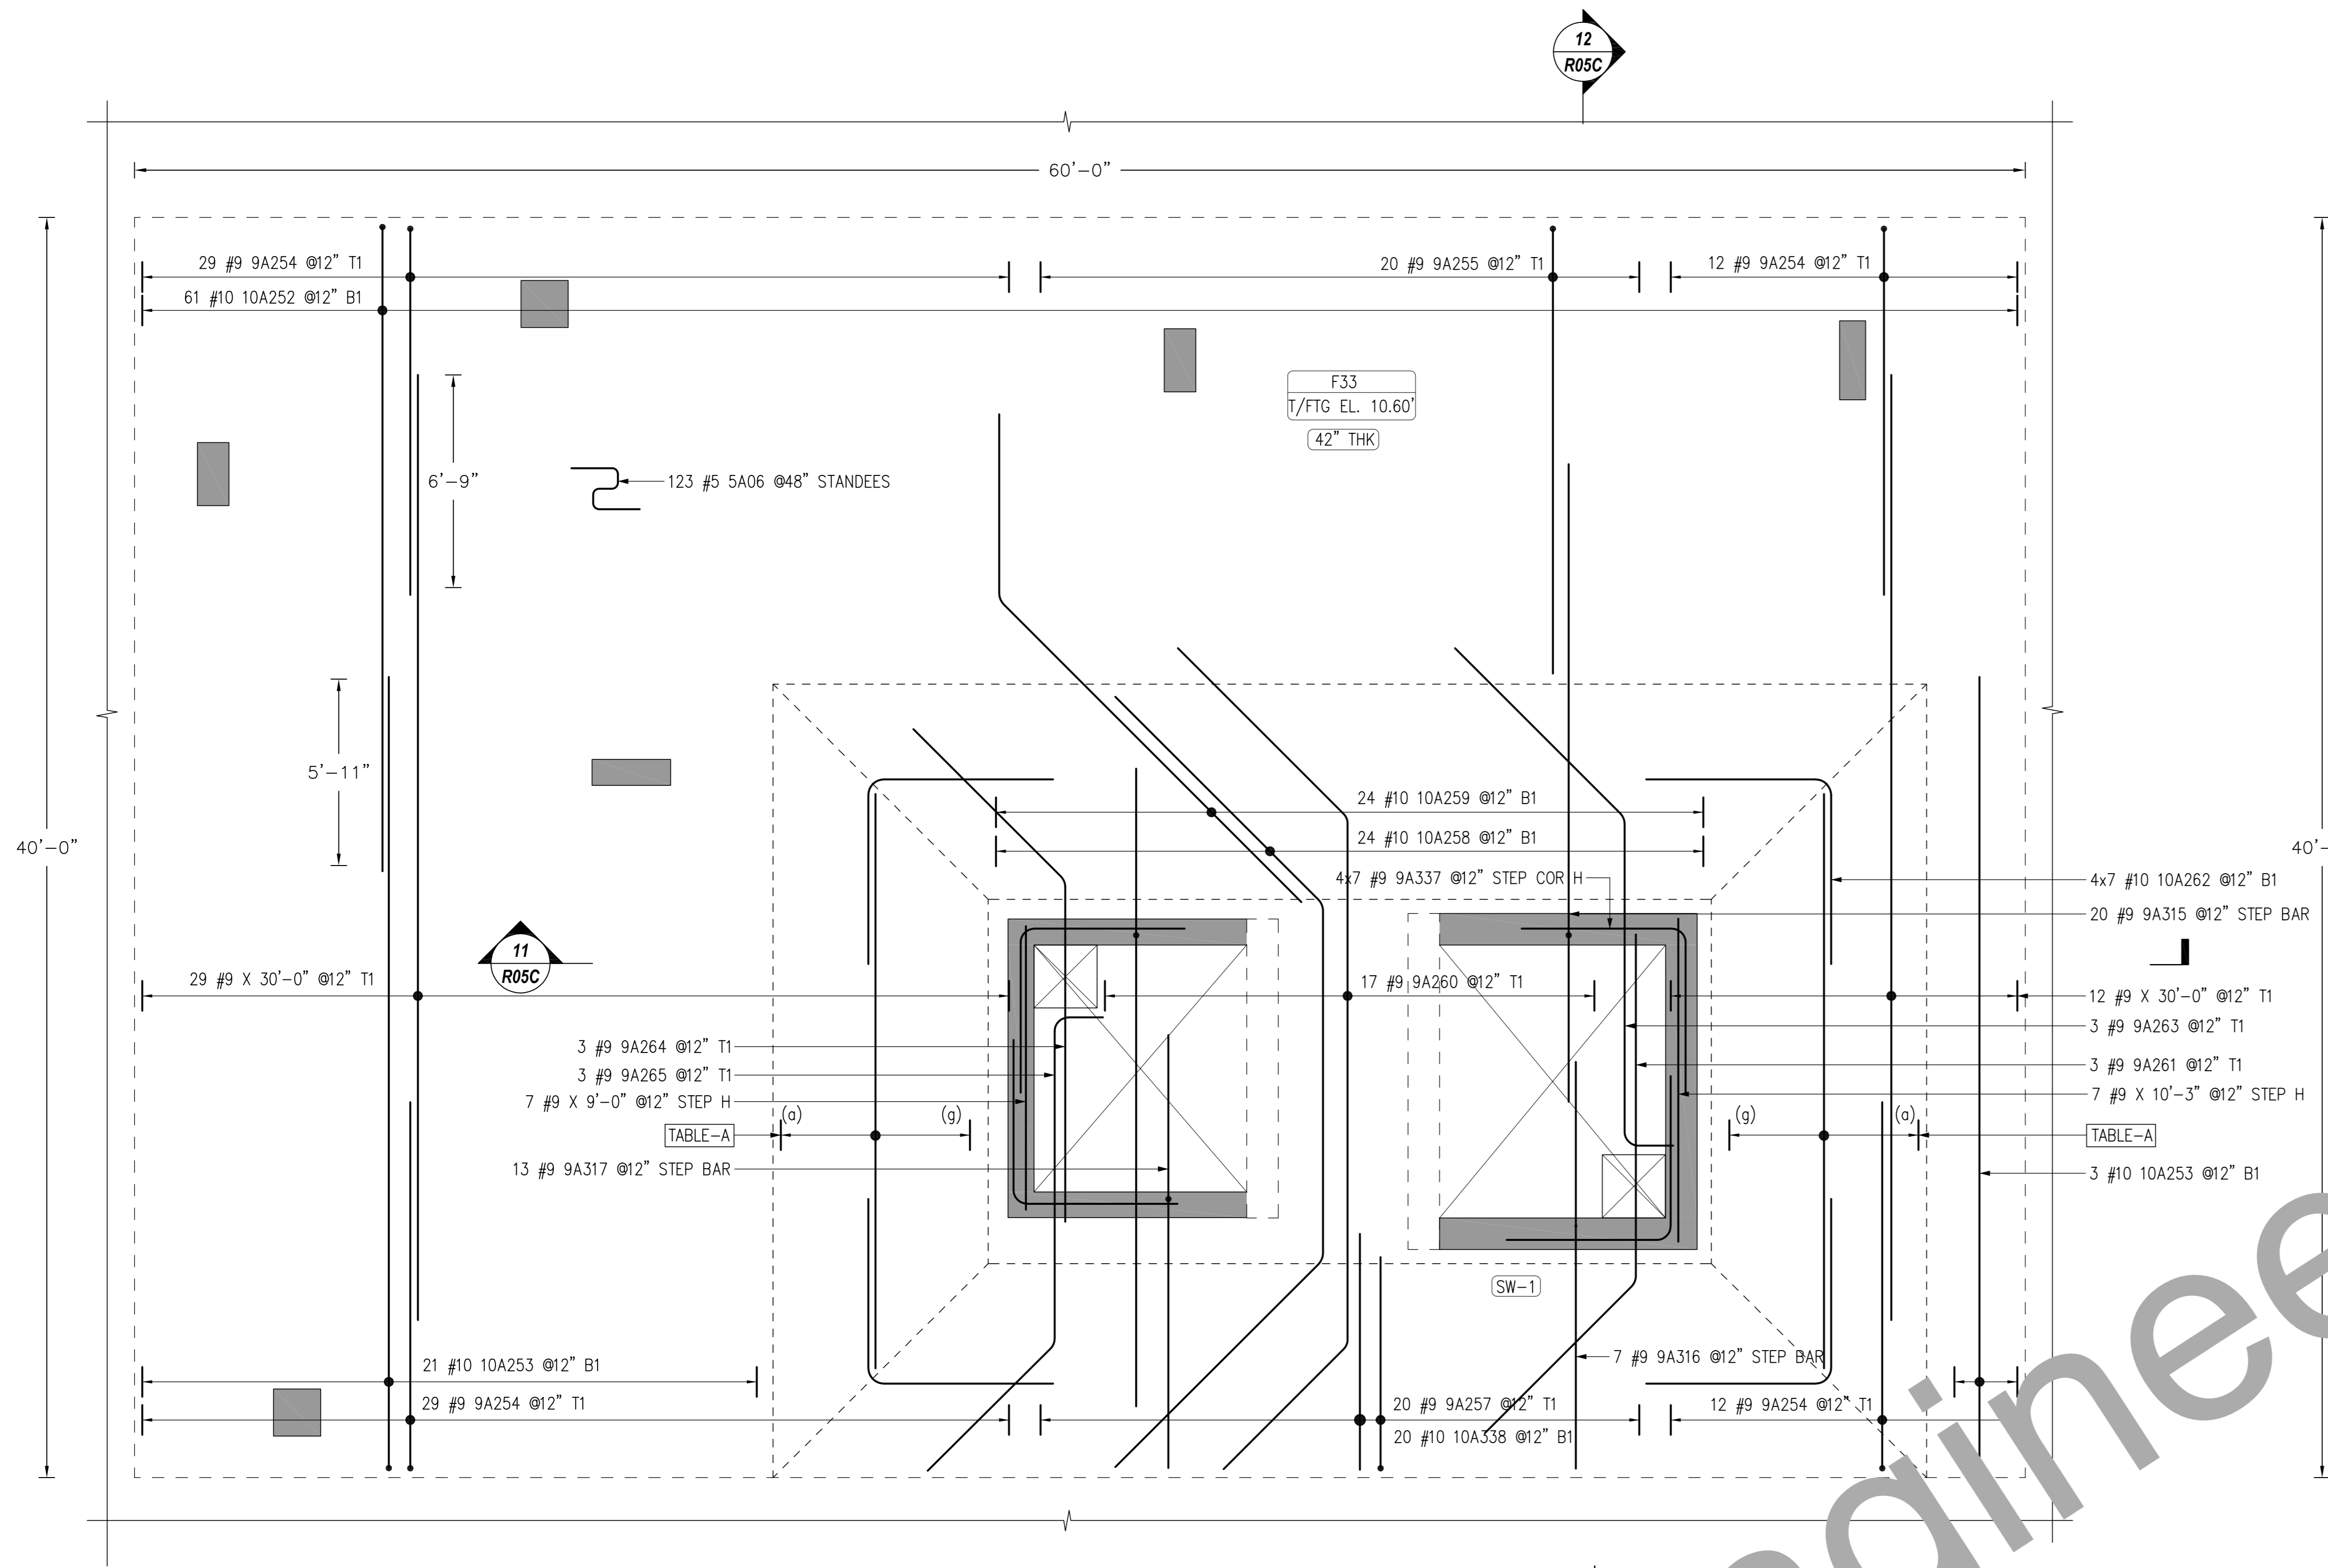 12
R05C
60'-0"
29 #9 9A254 @12" T1
20 #9 9A255 @12" T1
12 #9 9A254 @12" T1
61 #10 10A252 @12" B1
F33
T/FTG EL. 10.60'
42" THK
6'-9"
123 #5 5A06 @48" STANDEES
5'-11"
24 #10 10A259 @12" B1
24 #10 10A258 @12" B1
40'-0"
40'-
4x7 #9 9A337 @12" STEP COR H
4x7 #10 10A262 @12" B1
20 #9 9A315 @12" STEP BAR
11
R05C
29 #9 X 30'-0" @12" T1
17 #9 9A260 @12" T1
12 #9 X 30'-0" @12" T1
3 #9 9A263 @12" T1
3 #9 9A264 @12" T1
3 #9 9A261 @12" T1
3 #9 9A265 @12" T1
7 #9 X 10'-3" @12" STEP H
7 #9 X 9'-0" @12" STEP H
(a)
(g)
(g)
(a)
TABLE-A
TABLE-A
13 #9 9A317 @12" STEP BAR
3 #10 10A253 @12" B1
SW-1
7 #9 9A316 @12" STEP BAR
21 #10 10A253 @12" B1
29 #9 9A254 @12" T1
20 #9 9A257 @12" T1
12 #9 9A254 @12" T1
20 #10 10A338 @12" B1